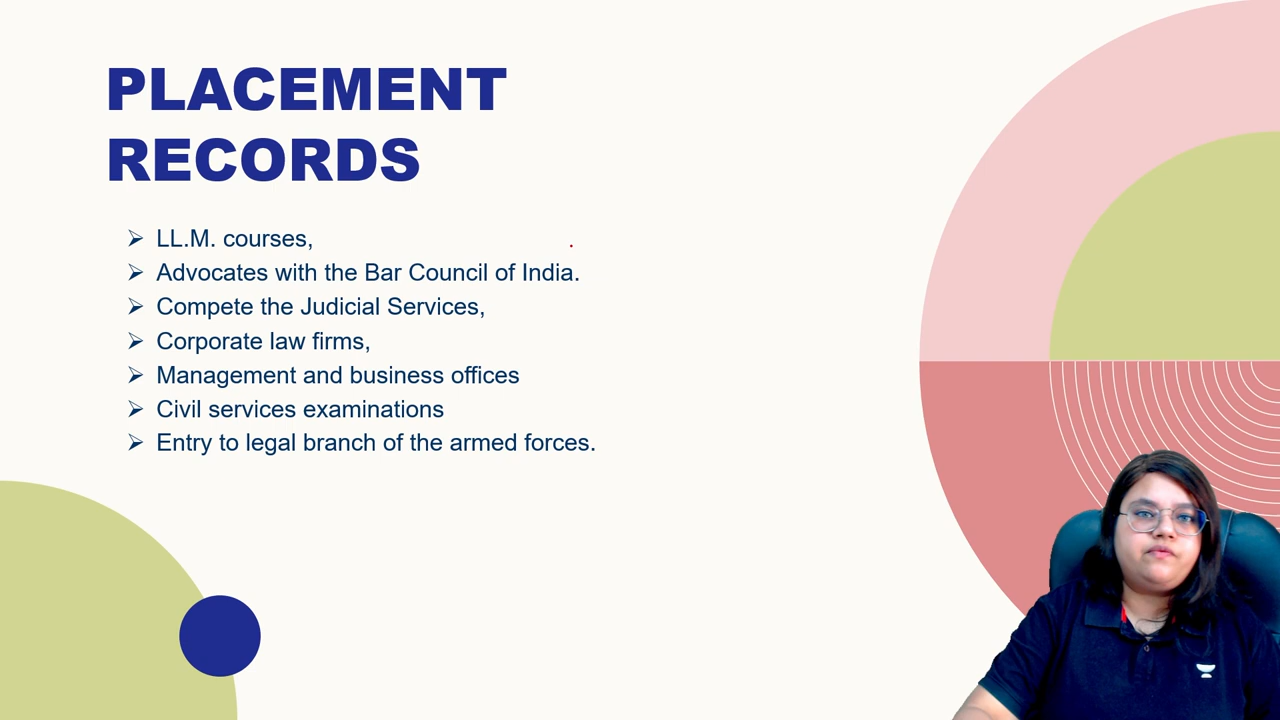 PLACEMENT
RECORDS
➢ LL.M. courses,
➢ Advocates with the Bar Council of India.
➢ Compete the Judicial Services,
➢ Corporate law firms,
➢ Management and business offices
➢ Civil services examinations
➢ Entry to legal branch of the armed forces.